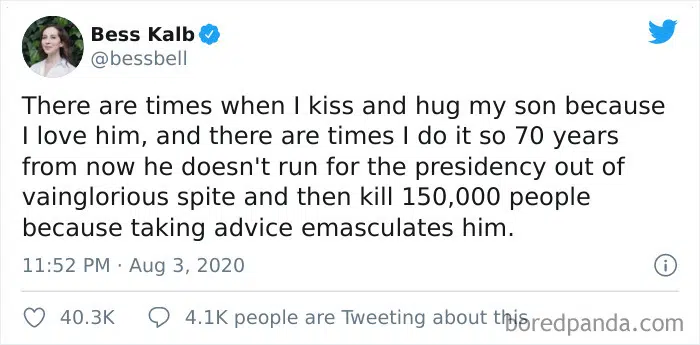 Bess Kalb
@bessbell
There are times when I kiss and hug my son because
I love him, and there are times I do it so 70 years
from now he doesn't run for the presidency out of
vainglorious spite and then kill 150,000 people
because taking advice emasculates him.
11:52 PM · Aug 3, 2020
40.3K 4.1K people are Tweeting about this
boredpanda.com